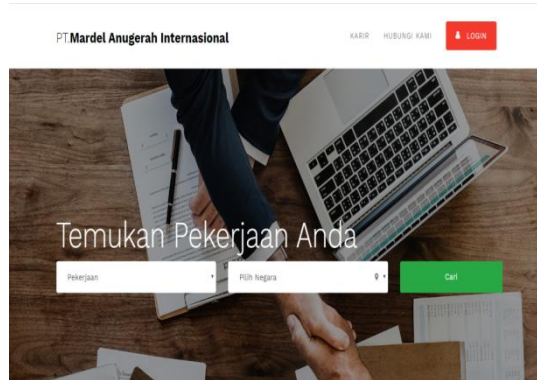 PT.Mardel Anugerah Internasional
KARIR HUBUNGI KAMI LOGIN
Temukan Pekerjaan Anda
Pekerjaan Pilih Negara Cari